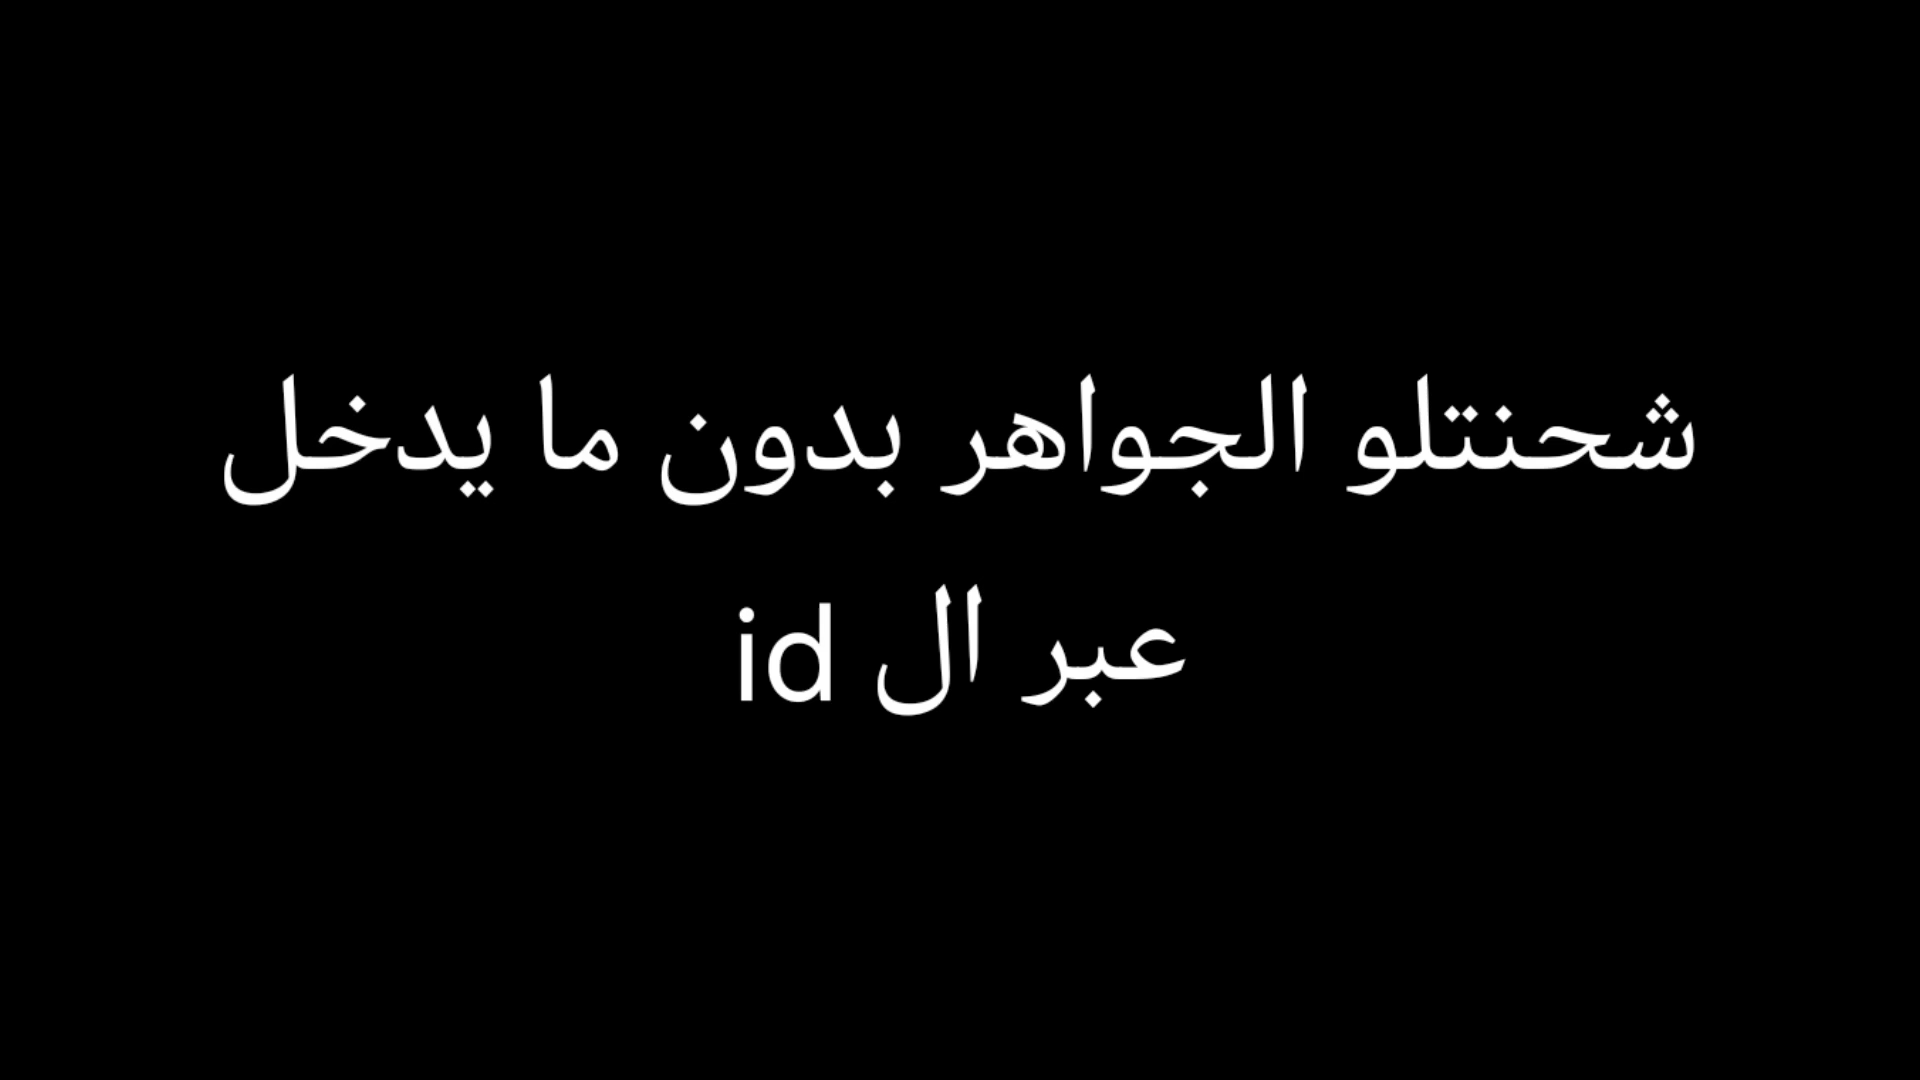 شحنتلو الجواهر بدون ما يدخل
عبر ال id